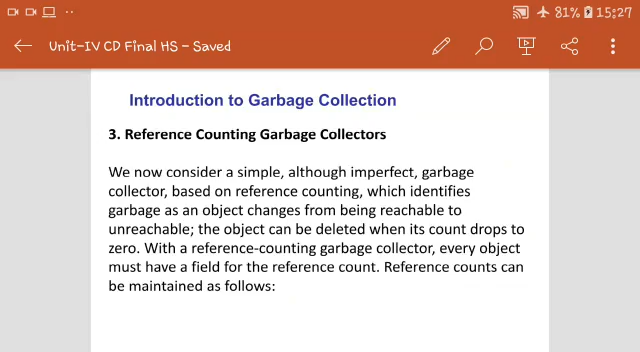 81% 15:27
Unit-IV CD Final HS - Saved
Introduction to Garbage Collection
3. Reference Counting Garbage Collectors
We now consider a simple, although imperfect, garbage
collector, based on reference counting, which identifies
garbage as an object changes from being reachable to
unreachable; the object can be deleted when its count drops to
zero. With a reference-counting garbage collector, every object
must have a field for the reference count. Reference counts can
be maintained as follows: